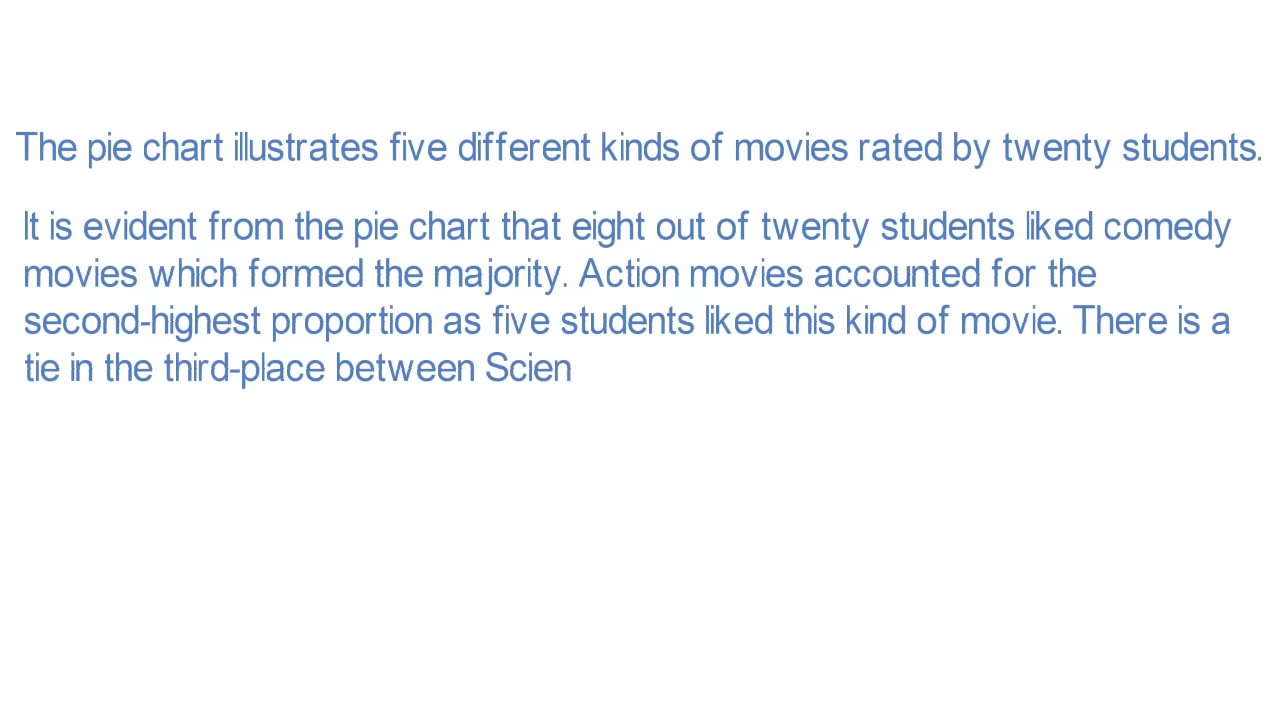 The pie chart illustrates five different kinds of movies rated by twenty students.
It is evident from the pie chart that eight out of twenty students liked comedy
movies which formed the majority. Action movies accounted for the
second-highest proportion as five students liked this kind of movie. There is a
tie in the third-place between Scien